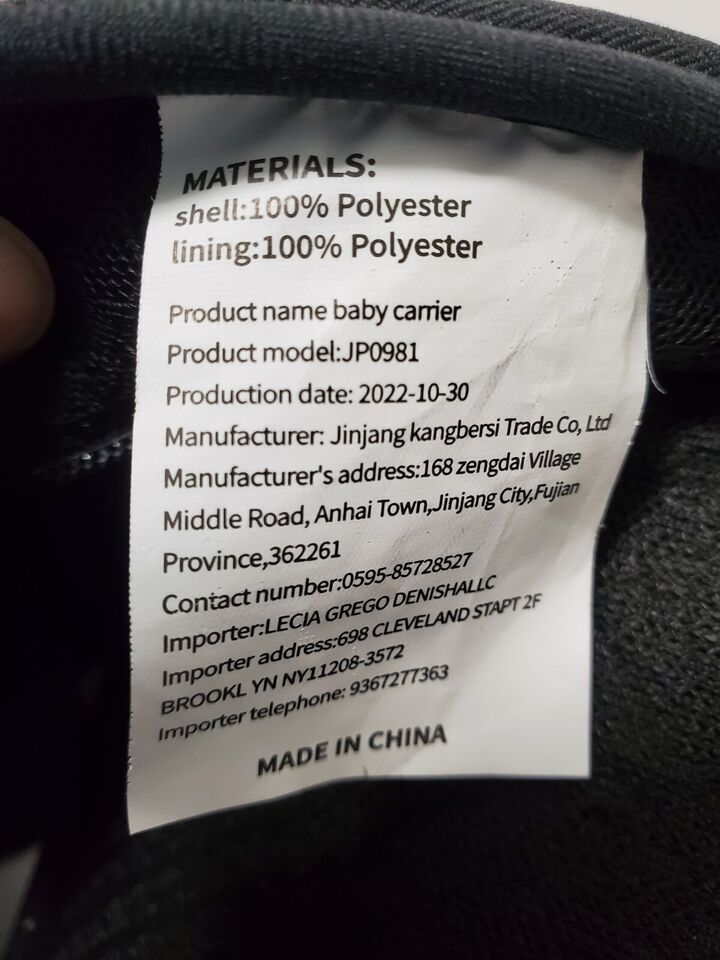 MATERIALS:
shell:100% Polyester
lining:100% Polyester
Product name baby carrier
Product model:JP0981
Production date: 2022-10-30
Manufacturer: Jinjang kangbersi Trade Co, Ltd
Manufacturer's address:168 zengdai Village
Middle Road, Anhai Town,Jinjang City,Fujian
Province,362261
Contact number:0595-85728527
Importer:LECIA GREGO DENISHALLC
Importer address:698 CLEVELAND STAPT 2F
BROOKL YN NY11208-3572
Importer telephone: 9367277363
MADE IN CHINA